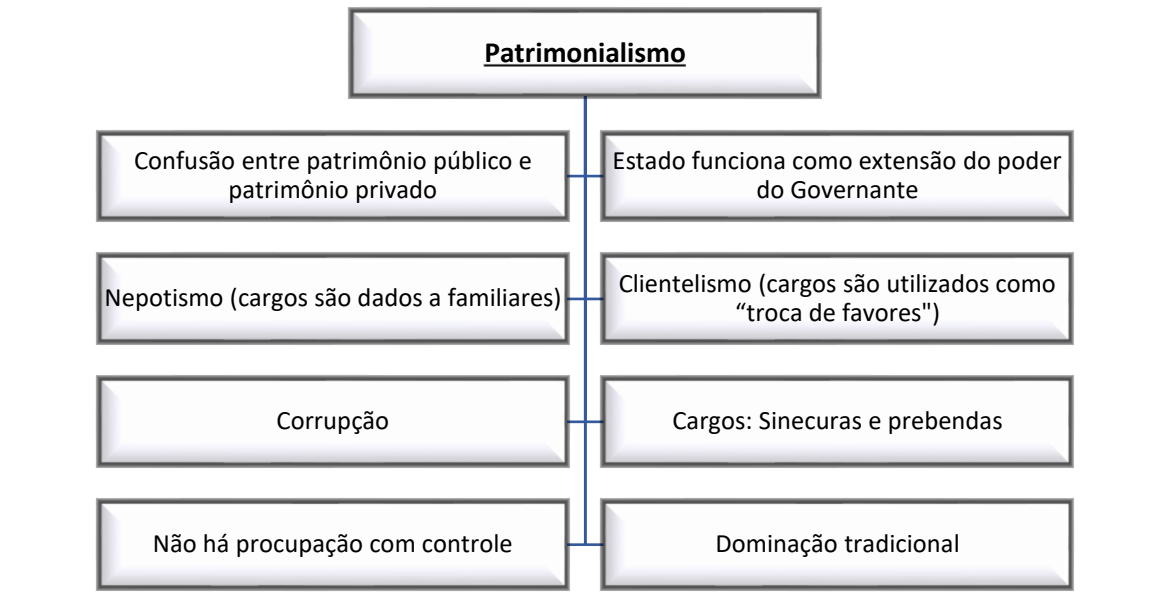 Patrimonialismo
Confusão entre patrimônio público e
patrimônio privado
Estado funciona como extensão do poder
do Governante
Nepotismo (cargos são dados a familiares)
Clientelismo (cargos são utilizados como
“troca de favores")
Corrupção
Cargos: Sinecuras e prebendas
Não há procupação com controle
Dominação tradicional